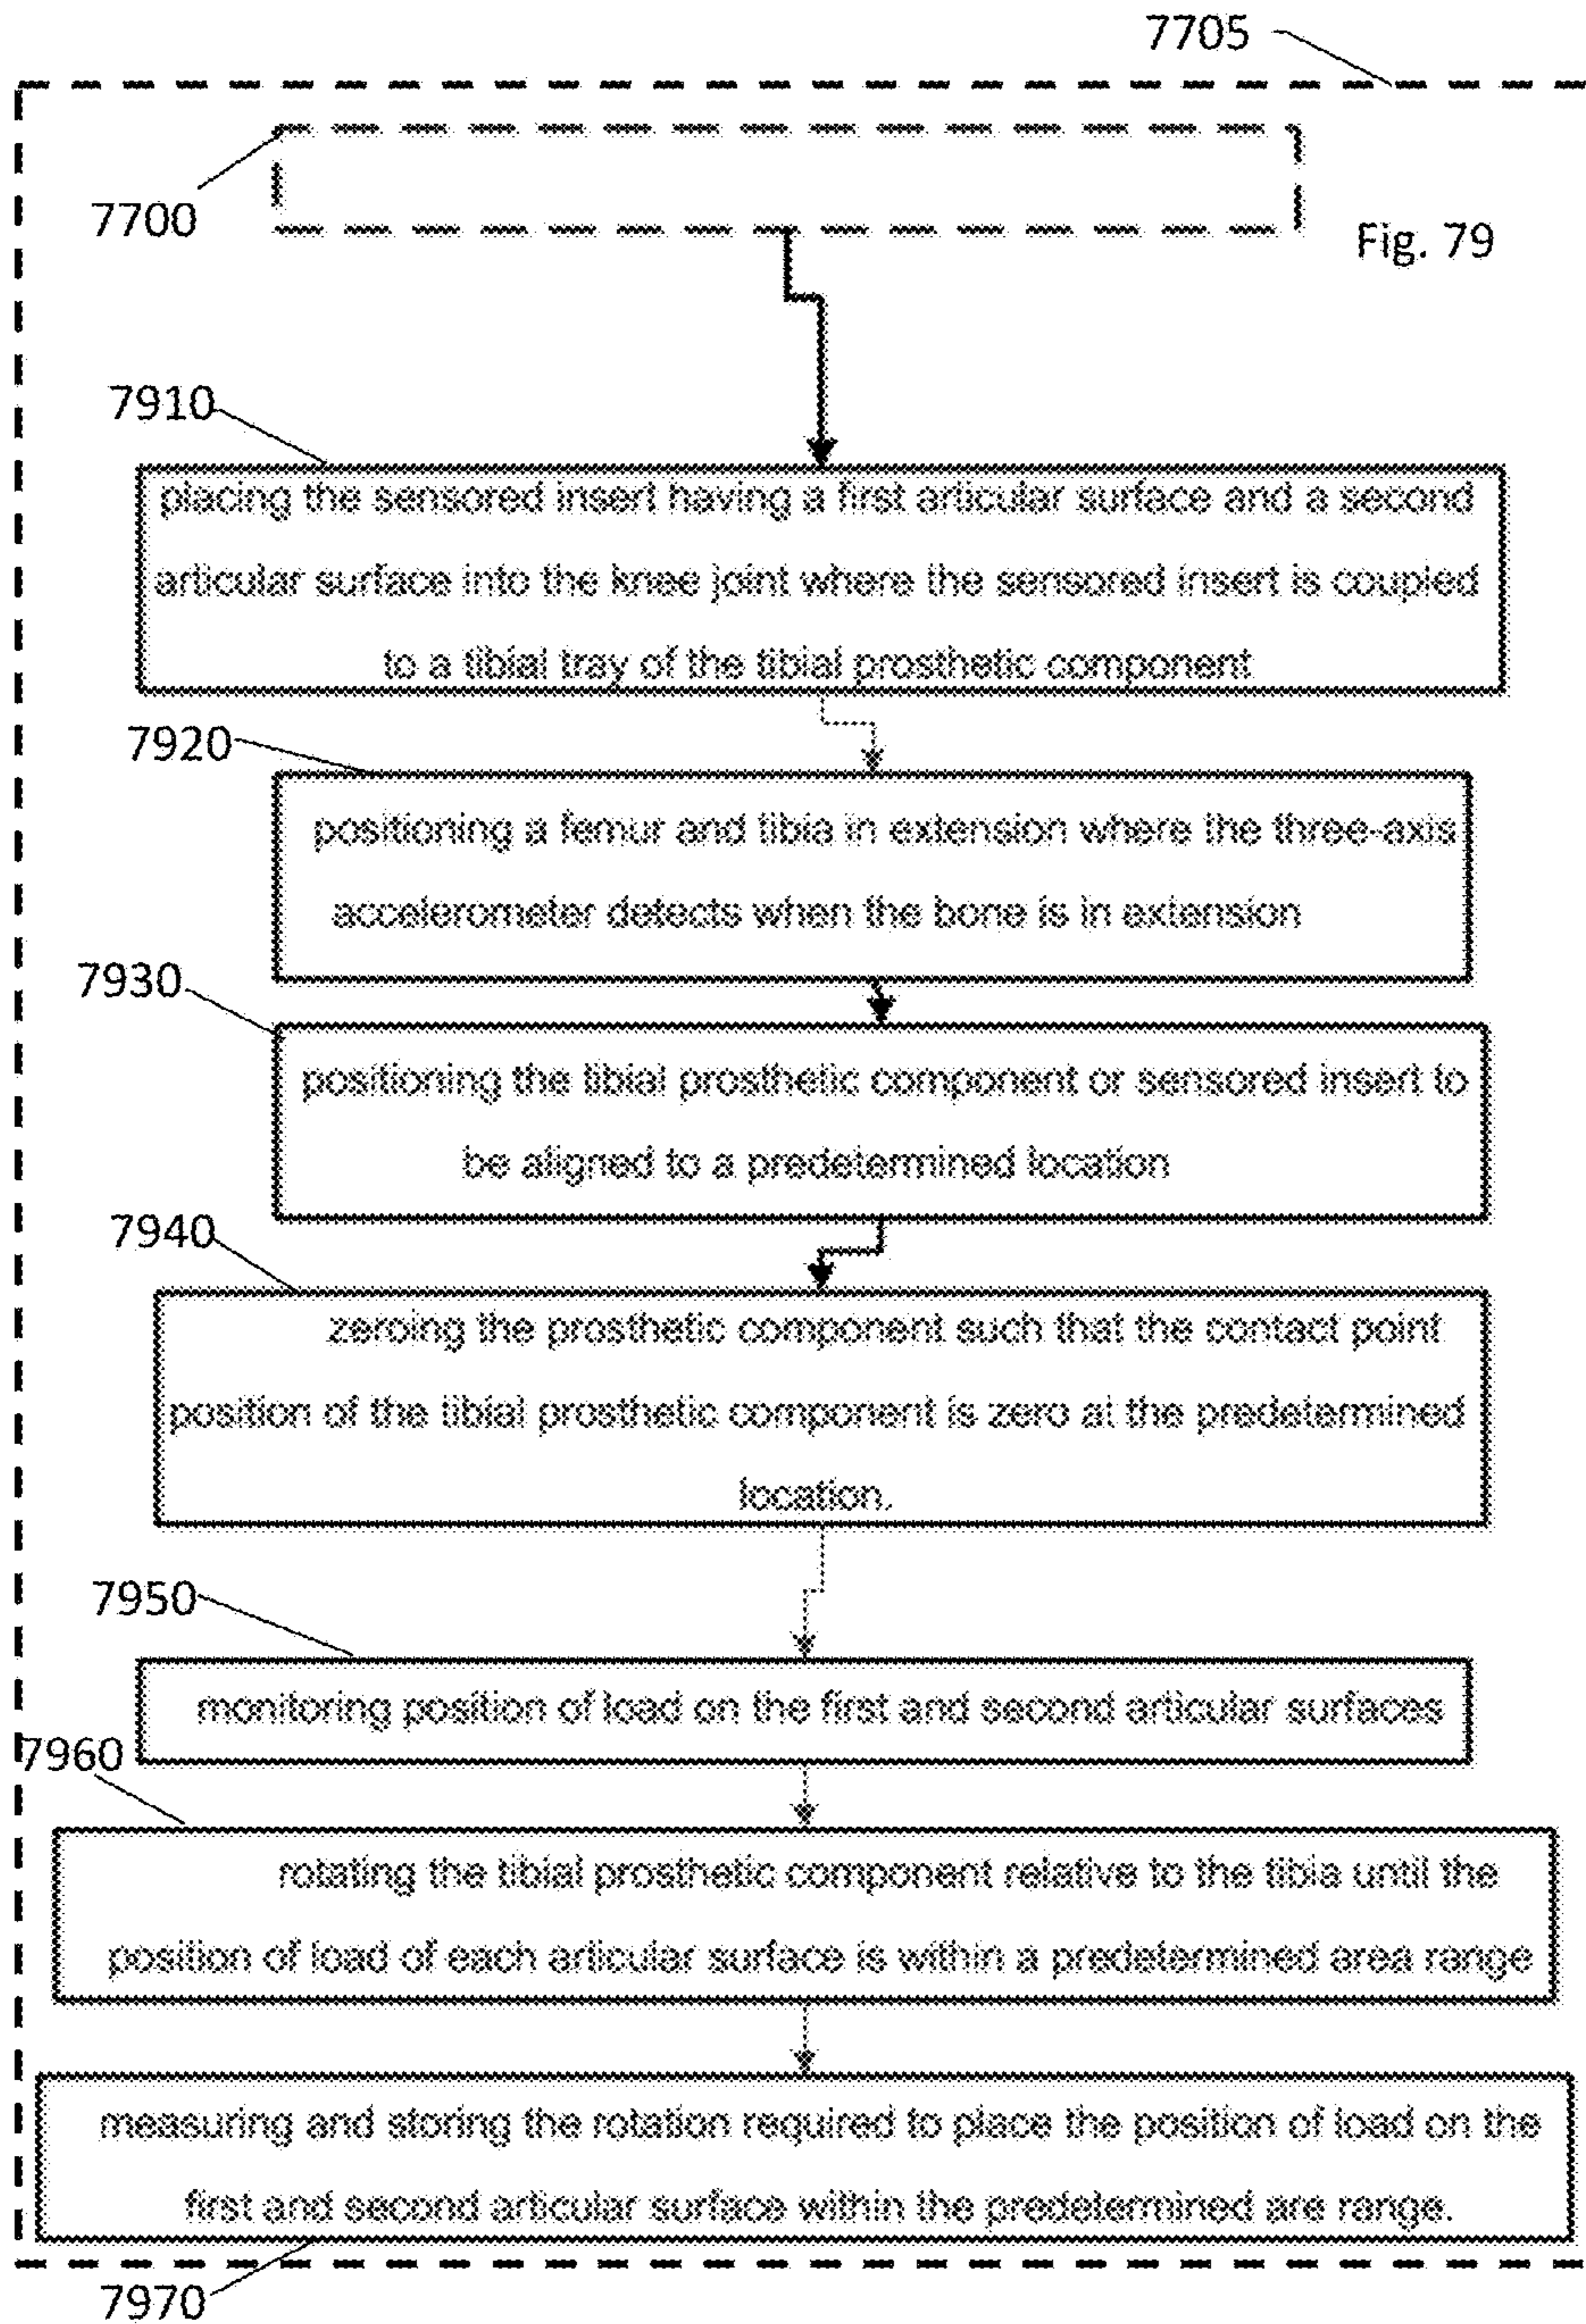 7705
7700
Fig. 79
7910
placing the sensored insert having a first articular surface and a second
articular surface into the knee joint where the sensored insert is coupled
to a tibial tray of the tibial prosthetic component
7920
positioning a femur and tibia in extension where the three-axis
accelerometer detects when the bone is in extension
7930
positioning the tibial prosthetic component or sensored insert to
be aligned to a predetermined location
7940
zeroing the prosthetic component such that the contact point
position of the tibial prosthetic component is zero at the predetermined
location.
7950
monitoring position of load on the first and second articular surfaces
7960
rotating the tibial prosthetic component relative to the tibia until the
position of load of each articular surface is within a predetermined area range
measuring and storing the rotation required to place the position of load on the
first and second articular surface within the predetermined are range.
7970